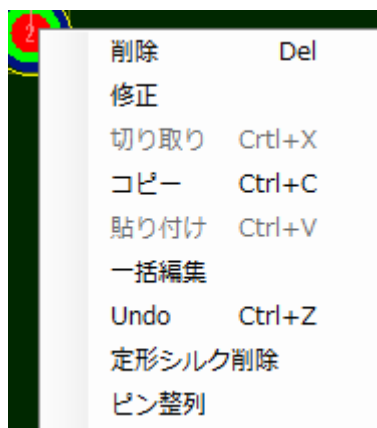 2
削除 Del
修正
切り取り Crtl+X
コピー Ctrl+C
貼り付け Ctrl+V
一括編集
Undo Ctrl+Z
定形シルク削除
ピン整列